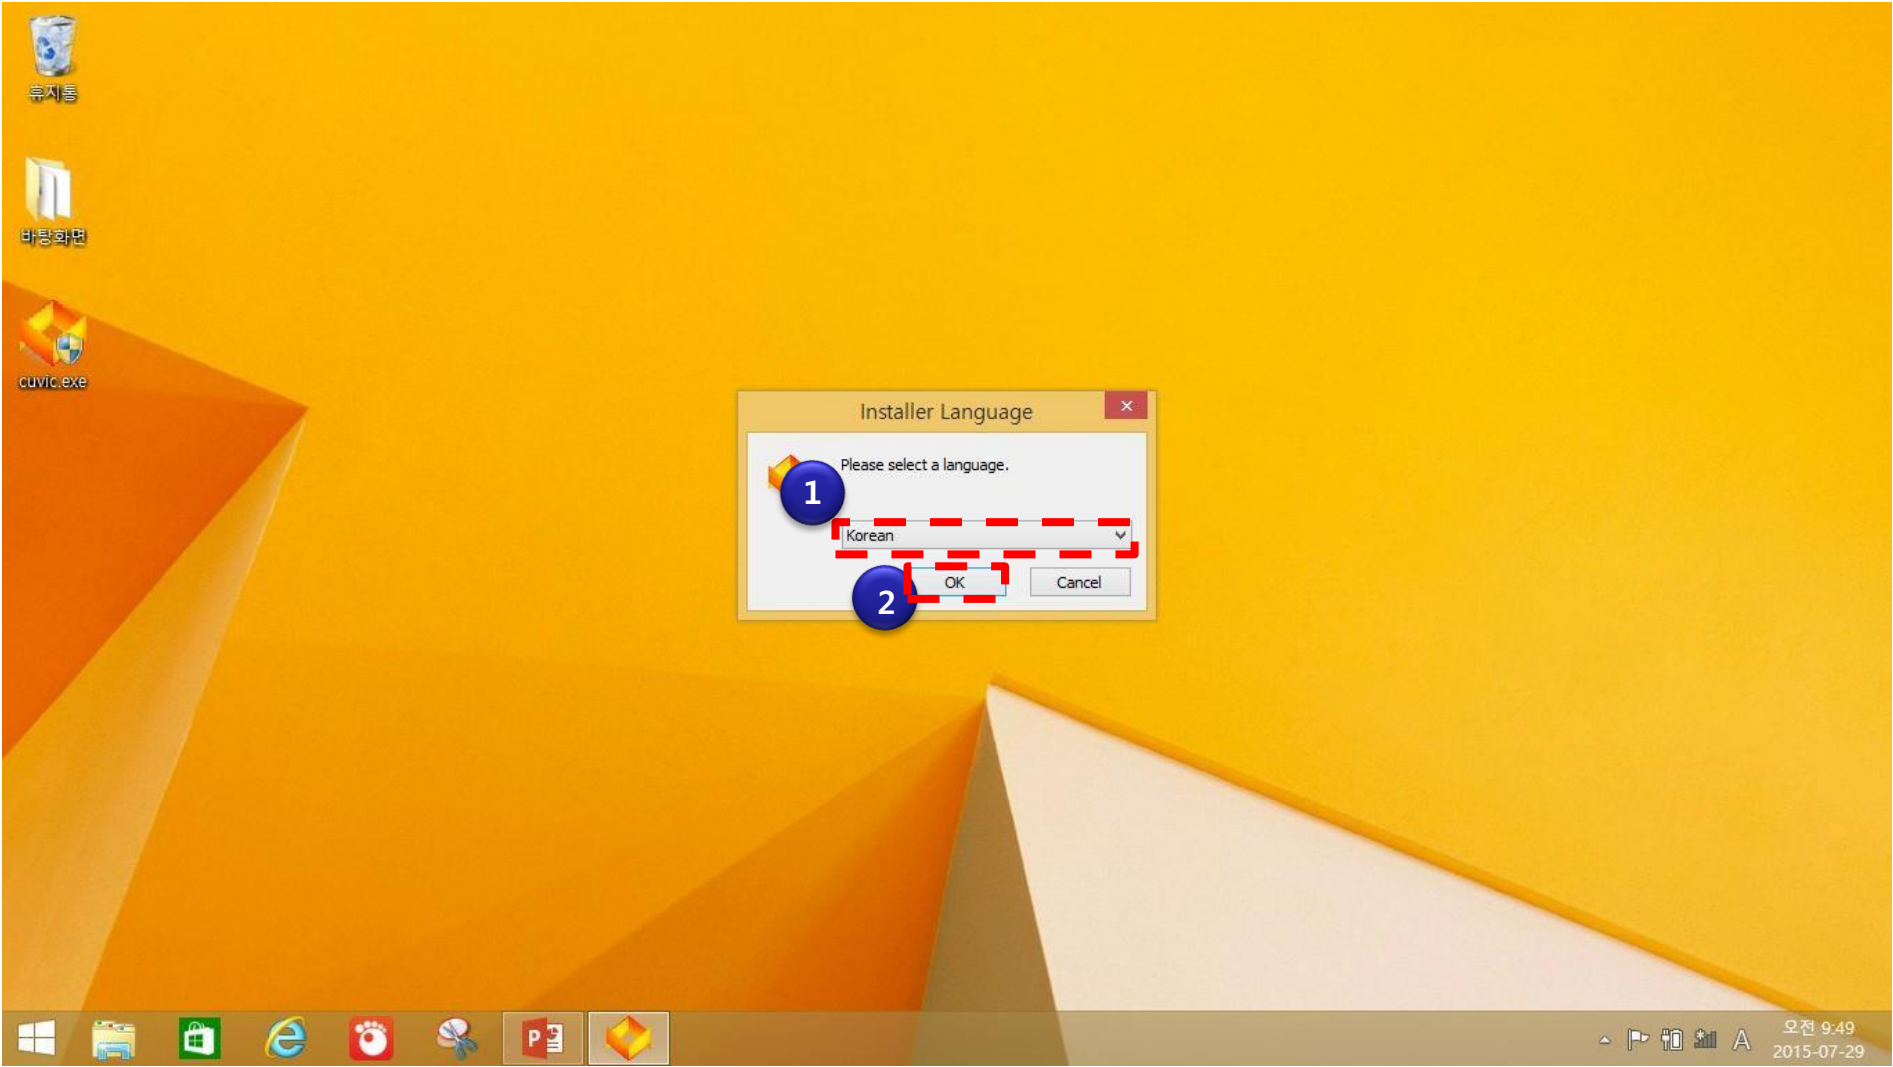 휴지통
바탕화면
cuvic.exe
Installer Language
Please select a language.
1
Korean
OK
Cancel
2
A
오전 9:49
2015-07-29